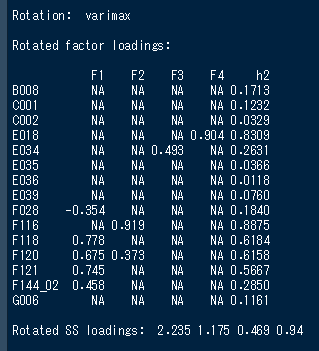 Rotation: varimax
Rotated factor loadings:
F1 F2 F3 F4 h2
B008 NA NA NA NA 0.1713
C001 NA NA NA NA 0.1232
C002 NA NA NA NA 0.0329
E018 NA NA NA 0.904 0.8309
E034 NA NA 0.493 NA 0.2631
E035 NA NA NA NA 0.0366
E036 NA NA NA NA 0.0118
E039 NA NA NA NA 0.0760
F028 -0.354 NA NA NA 0.1840
F116 NA 0.919 NA NA 0.8875
F118 0.778 NA NA NA 0.6184
F120 0.675 0.373 NA NA 0.6158
F121 0.745 NA NA NA 0.5667
F144_02 0.458 NA NA NA 0.2850
G006 NA NA NA NA 0.1161
Rotated SS loadings: 2.235 1.175 0.469 0.94